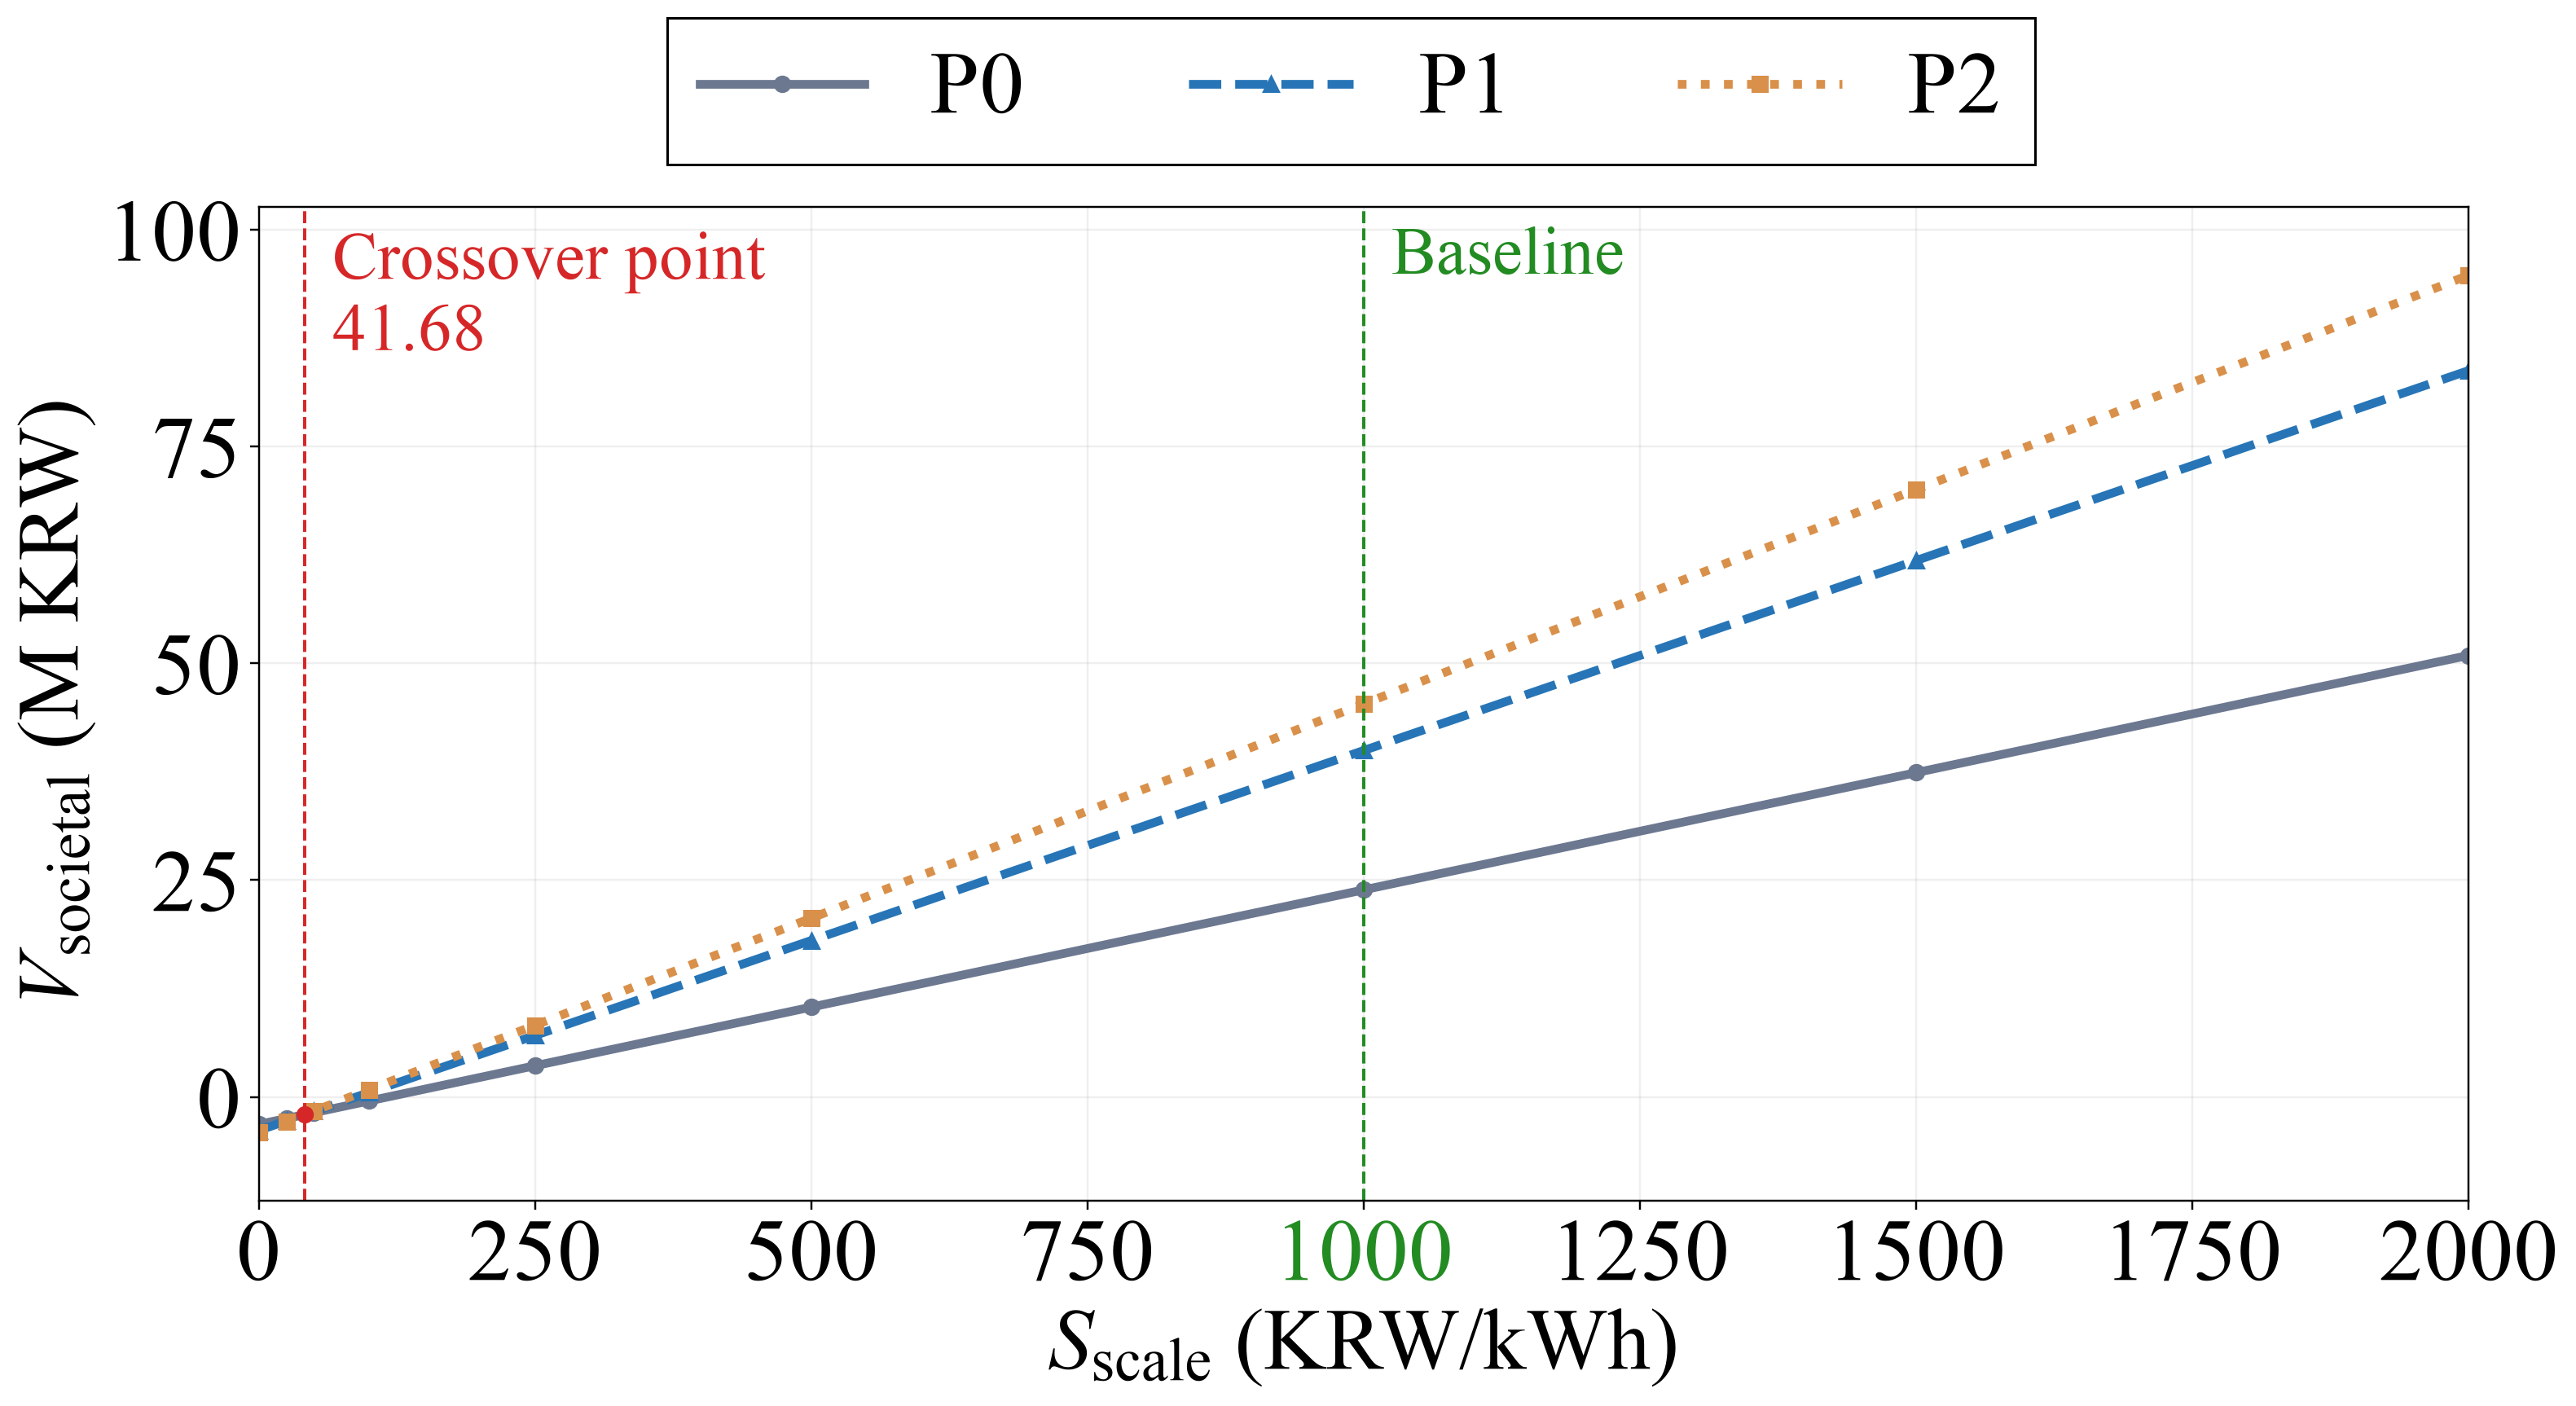 P0 P1 P2
Crossover point
41.68
Baseline
100
75
50
25
0
V_societal (M KRW)
0 250 500 750 1000 1250 1500 1750 2000
S_scale (KRW/kWh)